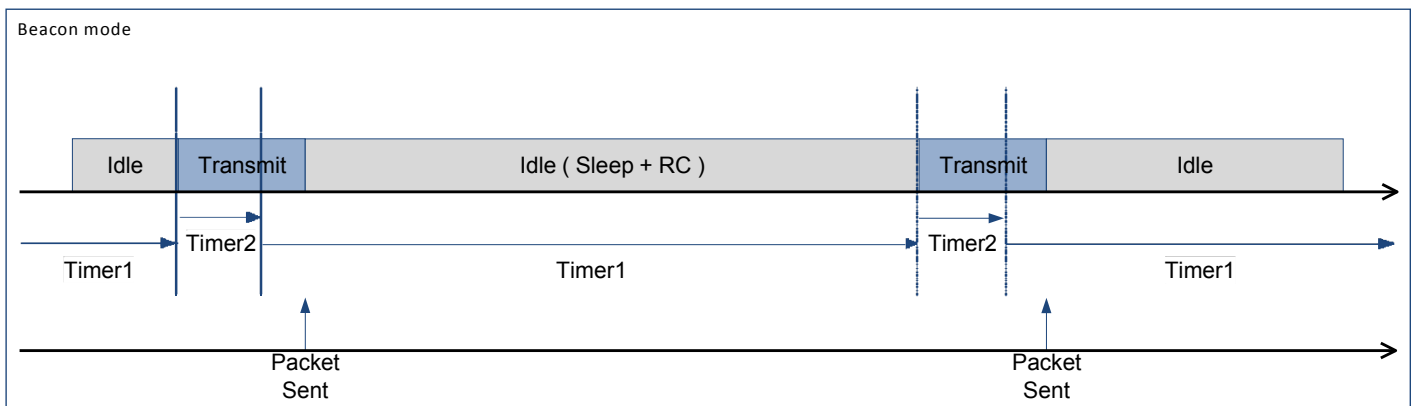 Beacon mode
Idle Transmit Idle ( Sleep + RC ) Transmit Idle
Timer2 Timer2
Timer1 Timer1 Timer1
Packet Packet
Sent Sent